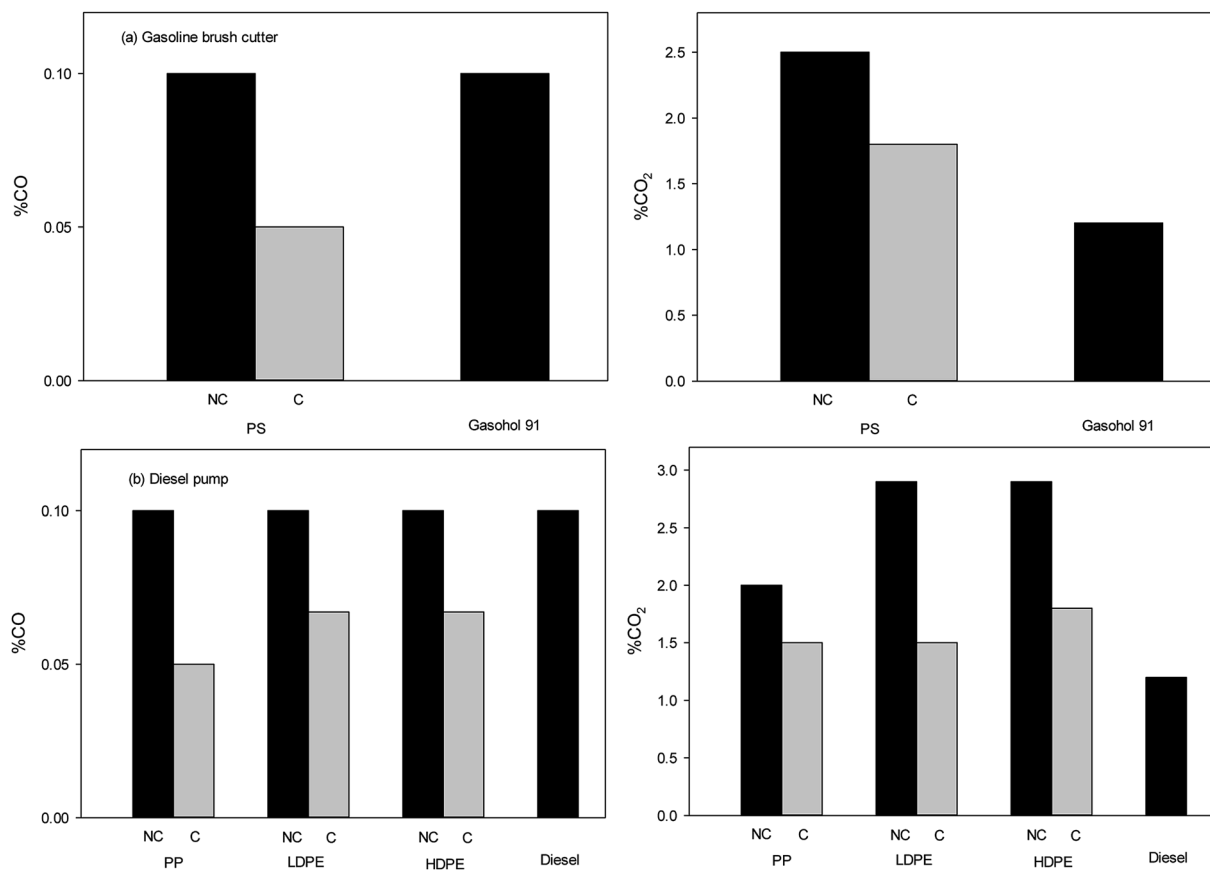 (a) Gasoline brush cutter
%CO
0.10
0.05
0.00
NC C
PS Gasohol 91
%CO₂
2.5
2.0
1.5
1.0
0.5
0.0
NC C
PS Gasohol 91
(b) Diesel pump
%CO
0.10
0.05
0.00
NC C NC C NC C
PP LDPE HDPE Diesel
%CO₂
3.0
2.5
2.0
1.5
1.0
0.5
0.0
NC C NC C NC C
PP LDPE HDPE Diesel